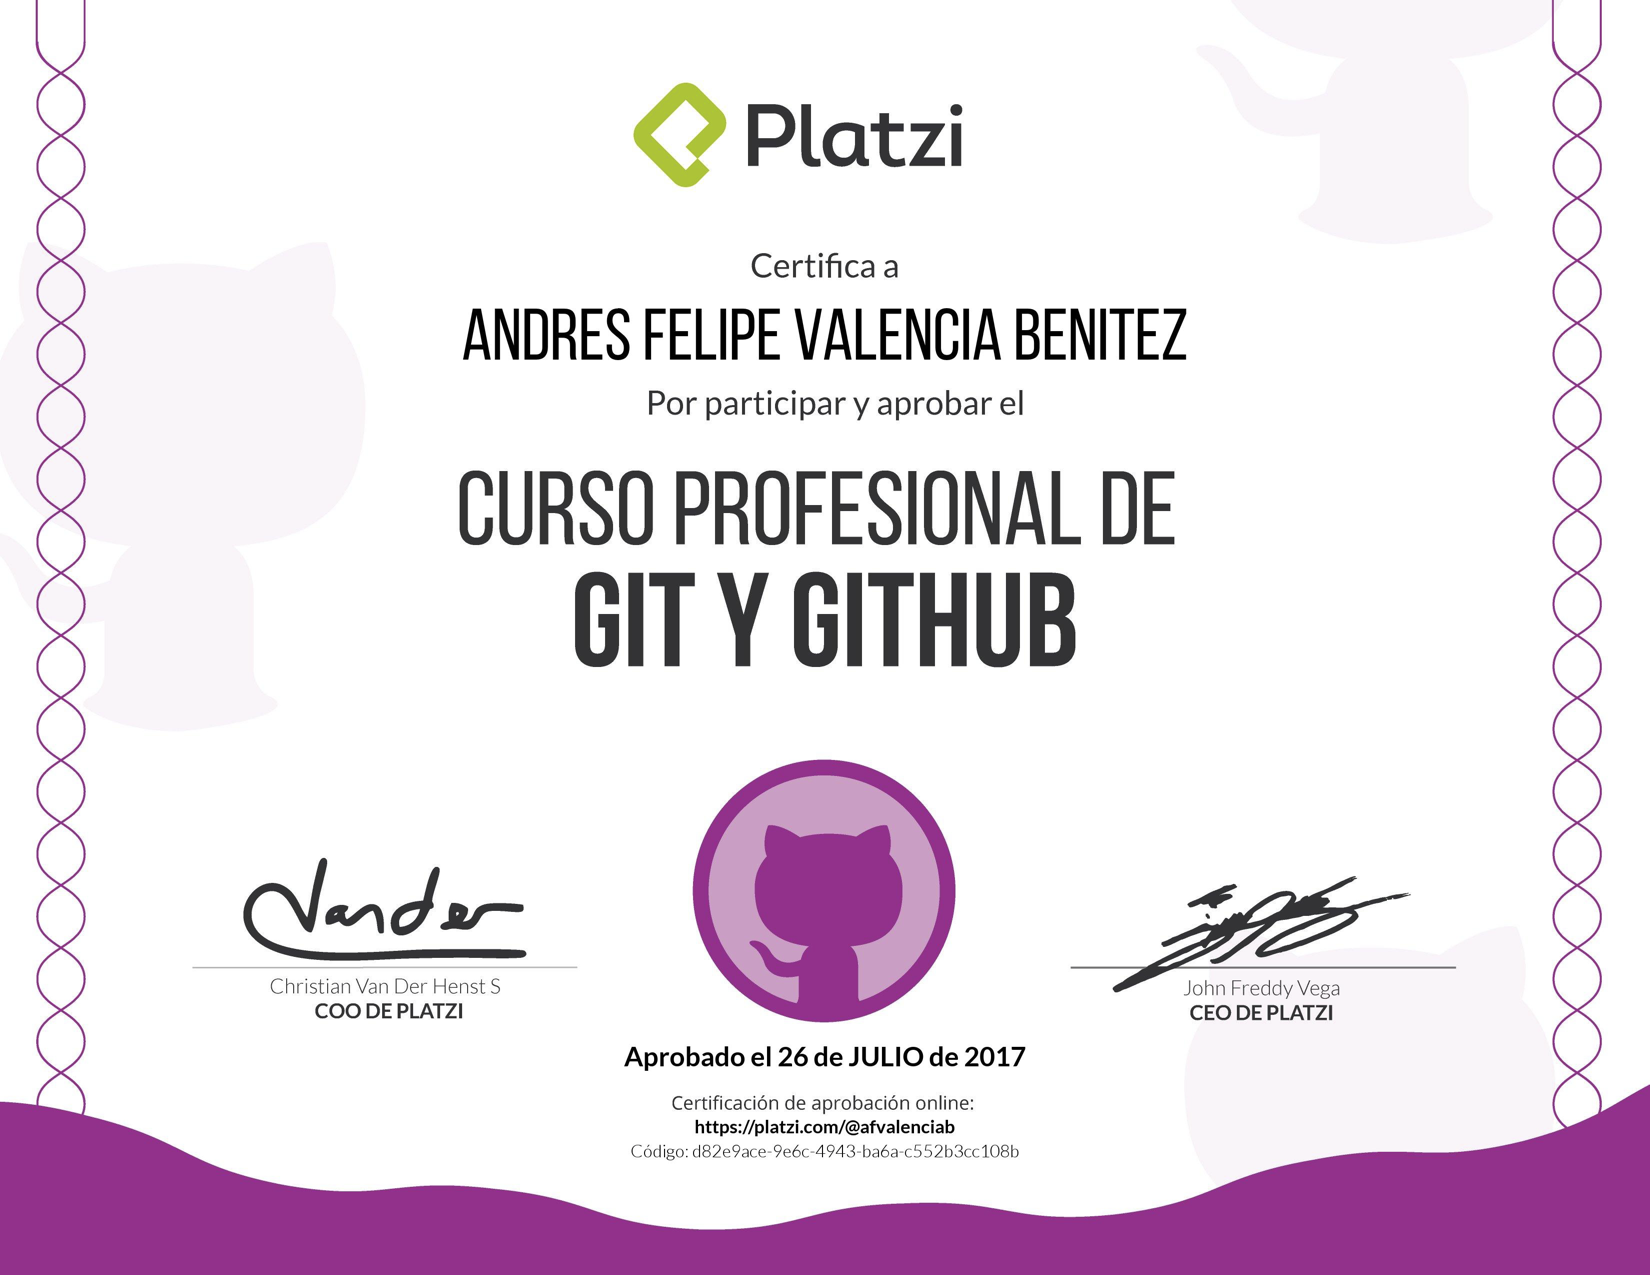 Platzi
Certifica a
ANDRES FELIPE VALENCIA BENITEZ
Por participar y aprobar el
CURSO PROFESIONAL DE
GIT Y GITHUB
Vander
Christian Van Der Henst S
COO DE PLATZI
John Freddy Vega
CEO DE PLATZI
Aprobado el 26 de JULIO de 2017
Certificación de aprobación online:
https://platzi.com/@afvalenciab
Código: d82e9ace-9e6c-4943-ba6a-c552b3cc108b